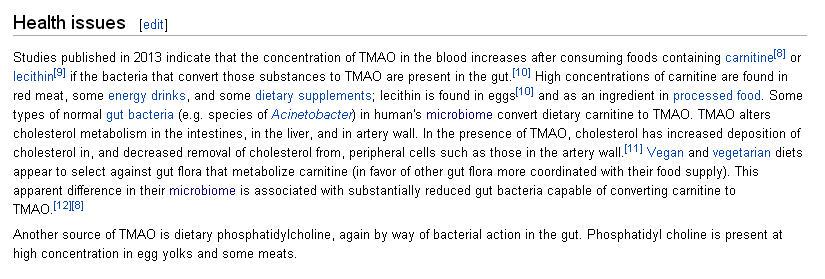 Health issues [edit]
Studies published in 2013 indicate that the concentration of TMAO in the blood increases after consuming foods containing carnitine[8] or
lecithin[9] if the bacteria that convert those substances to TMAO are present in the gut.[10] High concentrations of carnitine are found in
red meat, some energy drinks, and some dietary supplements; lecithin is found in eggs[10] and as an ingredient in processed food. Some
types of normal gut bacteria (e.g. species of Acinetobacter) in human's microbiome convert dietary carnitine to TMAO. TMAO alters
cholesterol metabolism in the intestines, in the liver, and in artery wall. In the presence of TMAO, cholesterol has increased deposition of
cholesterol in, and decreased removal of cholesterol from, peripheral cells such as those in the artery wall.[11] Vegan and vegetarian diets
appear to select against gut flora that metabolize carnitine (in favor of other gut flora more coordinated with their food supply). This
apparent difference in their microbiome is associated with substantially reduced gut bacteria capable of converting carnitine to
TMAO.[12][8]
Another source of TMAO is dietary phosphatidylcholine, again by way of bacterial action in the gut. Phosphatidyl choline is present at
high concentration in egg yolks and some meats.